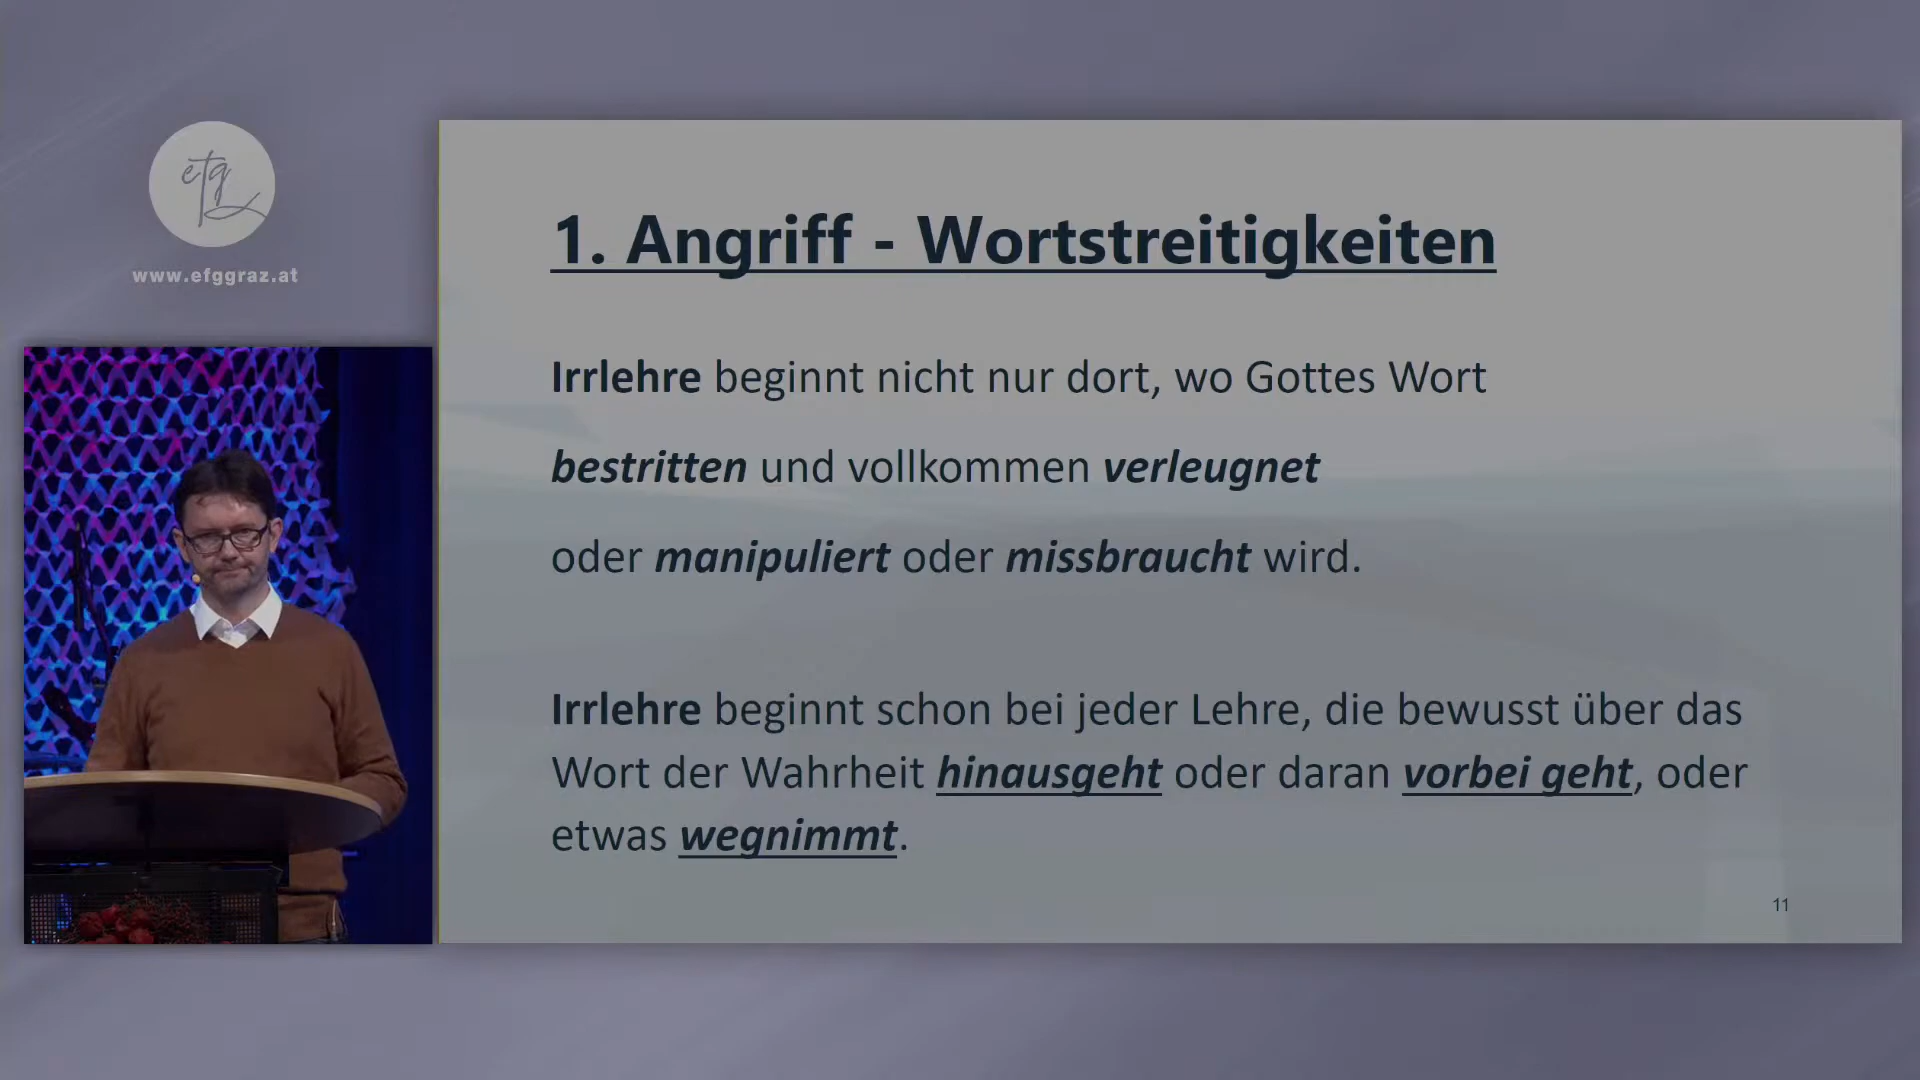 efg
www.efggraz.at
1. Angriff - Wortstreitigkeiten
Irrlehre beginnt nicht nur dort, wo Gottes Wort
bestritten und vollkommen verleugnet
oder manipuliert oder missbraucht wird.
Irrlehre beginnt schon bei jeder Lehre, die bewusst über das
Wort der Wahrheit hinausgeht oder daran vorbei geht, oder
etwas wegnimmt.
11